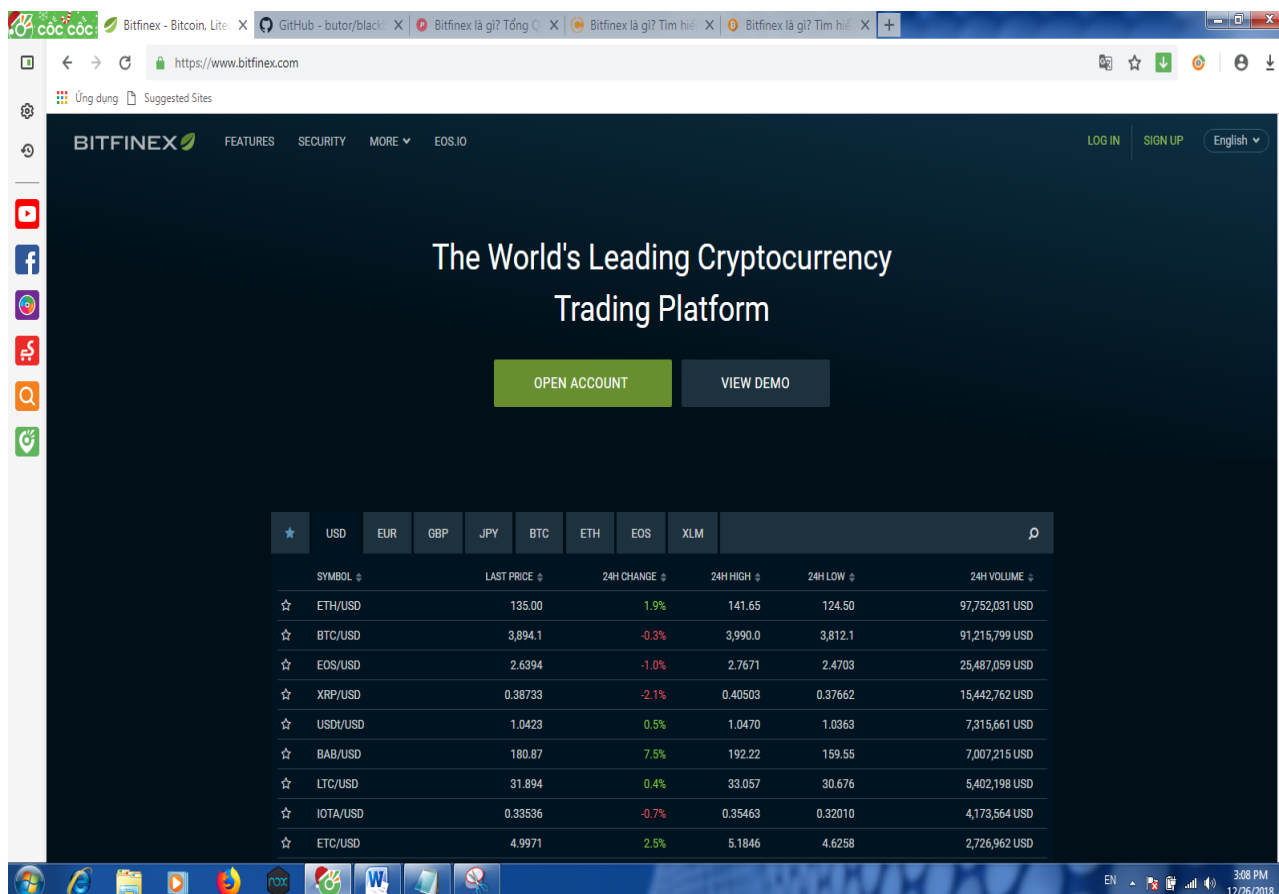 cốc cốc Bitfinex - Bitcoin, Lite X GitHub - butor/black X Bitfinex là gì? Tổng Q X Bitfinex là gì? Tìm hiể X Bitfinex là gì? Tìm hiể X +
https://www.bitfinex.com
Ứng dụng Suggested Sites
BITFINEX FEATURES SECURITY MORE EOS.IO LOG IN SIGN UP English
The World's Leading Cryptocurrency
Trading Platform
OPEN ACCOUNT VIEW DEMO
USD EUR GBP JPY BTC ETH EOS XLM
SYMBOL LAST PRICE 24H CHANGE 24H HIGH 24H LOW 24H VOLUME
ETH/USD 135.00 1.9% 141.65 124.50 97,752,031 USD
BTC/USD 3,894.1 -0.3% 3,990.0 3,812.1 91,215,799 USD
EOS/USD 2.6394 -1.0% 2.7671 2.4703 25,487,059 USD
XRP/USD 0.38733 -2.1% 0.40503 0.37662 15,442,762 USD
USDt/USD 1.0423 0.5% 1.0470 1.0363 7,315,661 USD
BAB/USD 180.87 7.5% 192.22 159.55 7,007,215 USD
LTC/USD 31.894 0.4% 33.057 30.676 5,402,198 USD
IOTA/USD 0.33536 -0.7% 0.35463 0.32010 4,173,564 USD
ETC/USD 4.9971 2.5% 5.1846 4.6258 2,726,962 USD
nox W EN 3:08 PM
12/06/2018